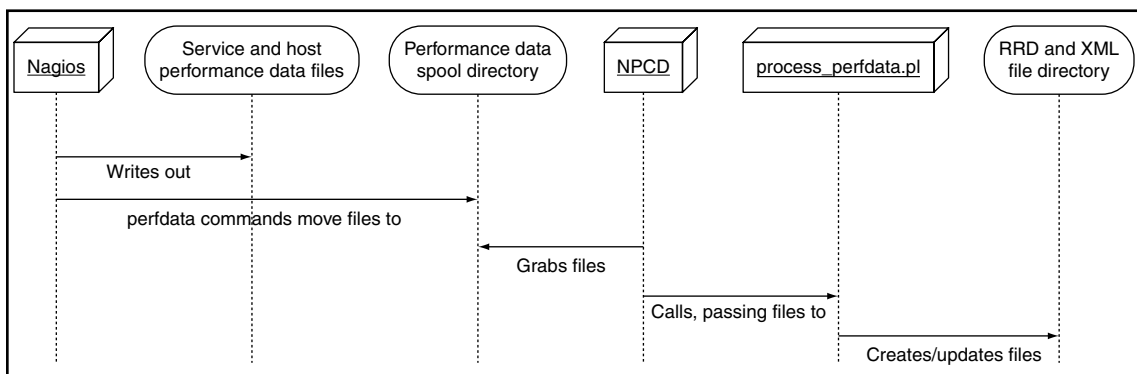 Nagios
Service and host
performance data files
Performance data
spool directory
NPCD
process_perfdata.pl
RRD and XML
file directory
Writes out
perfdata commands move files to
Grabs files
Calls, passing files to
Creates/updates files